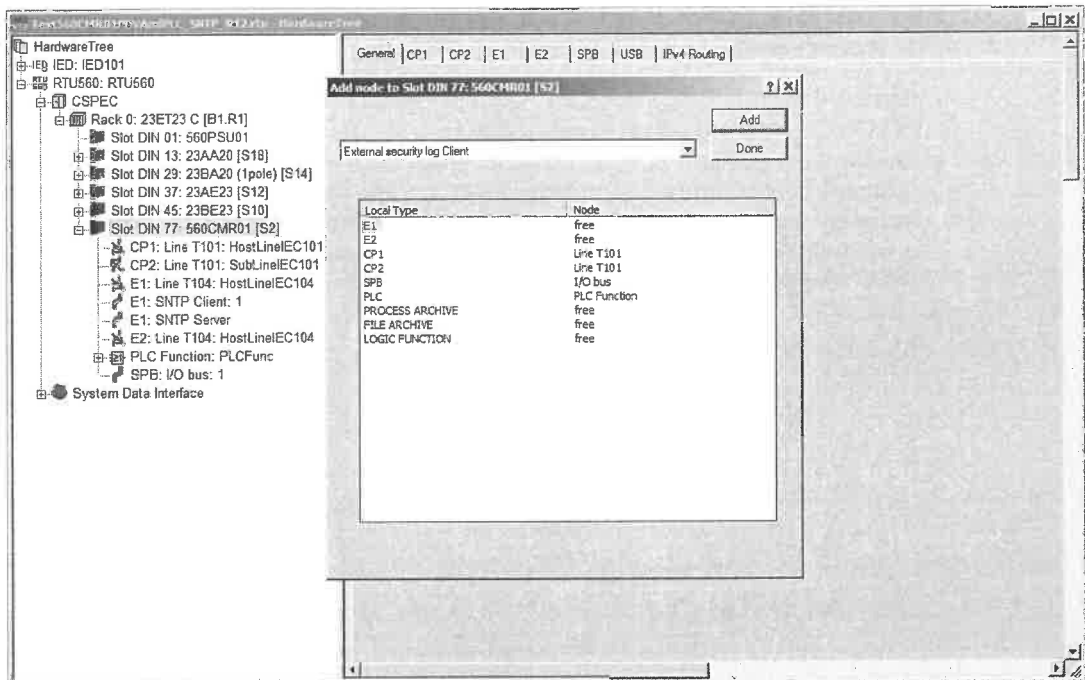 HardwareTree
HardwareTree
IED: IED101
RTU560: RTU560
CSPEC
Rack 0: 23ET23 C [B1.R1]
Slot DIN 01: 560PSU01
Slot DIN 13: 23AA20 [S18]
Slot DIN 29: 23BA20 (1pole) [S14]
Slot DIN 37: 23AE23 [S12]
Slot DIN 45: 23BE23 [S10]
Slot DIN 77: 560CMR01 [S2]
CP1: Line T101: HostLineIEC101
CP2: Line T101: SubLineIEC101
E1: Line T104: HostLineIEC104
E1: SNTP Client: 1
E1: SNTP Server
E2: Line T104: HostLineIEC104
PLC Function: PLCFunc
SPB: I/O bus: 1
System Data Interface
General CP1 CP2 E1 E2 SPB USB IPv4 Routing
Add node to Slot DIN 77: 560CMR01 [S2]
Add
External security log Client
Done
Local Type Node
E1 free
E2 free
CP1 Line T101
CP2 Line T101
SPB I/O bus
PLC PLC Function
PROCESS ARCHIVE free
FILE ARCHIVE free
LOGIC FUNCTION free